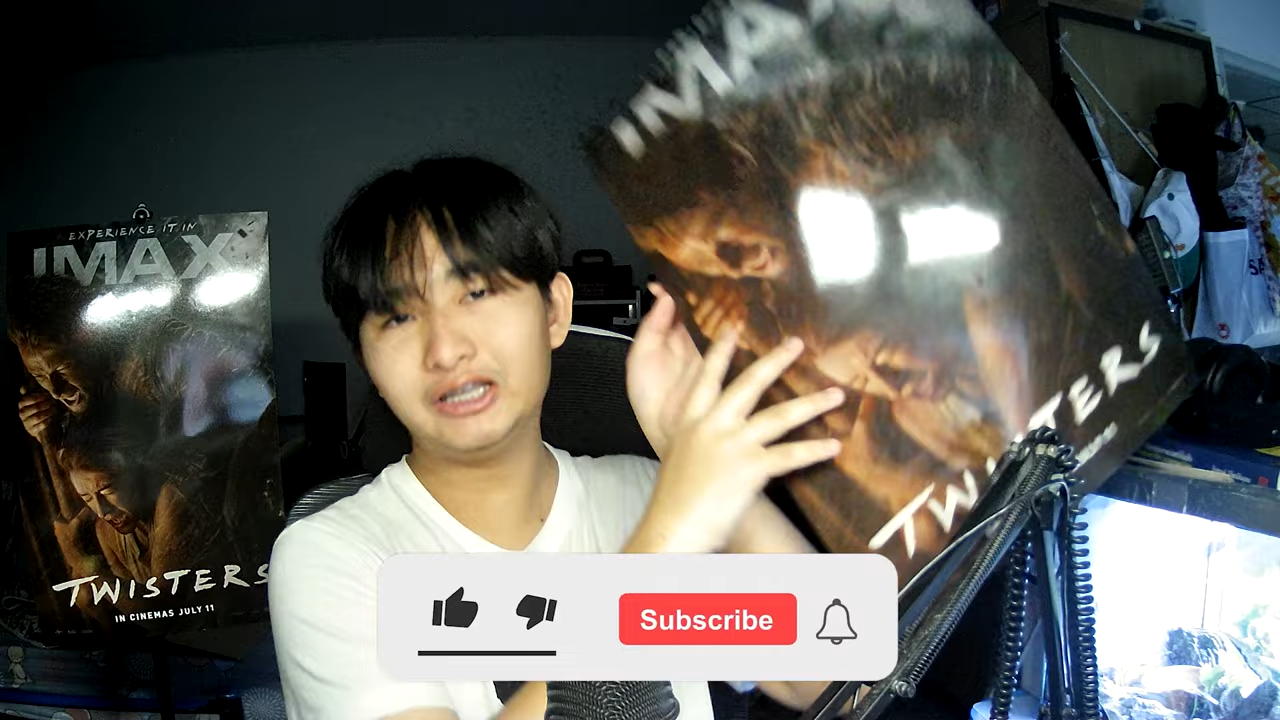 EXPERIENCE IT IN
IMAX
TWISTERS
IN CINEMAS JULY 11
IMAX
TWISTERS
Subscribe